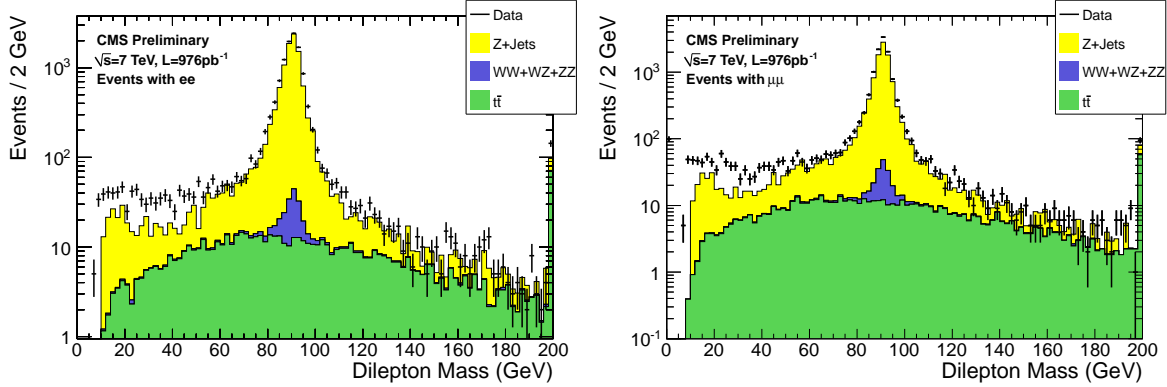 CMS Preliminary
√s=7 TeV, L=976pb⁻¹
Events with ee
Data
Z+Jets
WW+WZ+ZZ
tt̄
Events / 2 GeV
10³
10²
10
1
0 20 40 60 80 100 120 140 160 180 200
Dilepton Mass (GeV)
CMS Preliminary
√s=7 TeV, L=976pb⁻¹
Events with μμ
Data
Z+Jets
WW+WZ+ZZ
tt̄
Events / 2 GeV
10³
10²
10
1
10⁻¹
0 20 40 60 80 100 120 140 160 180 200
Dilepton Mass (GeV)